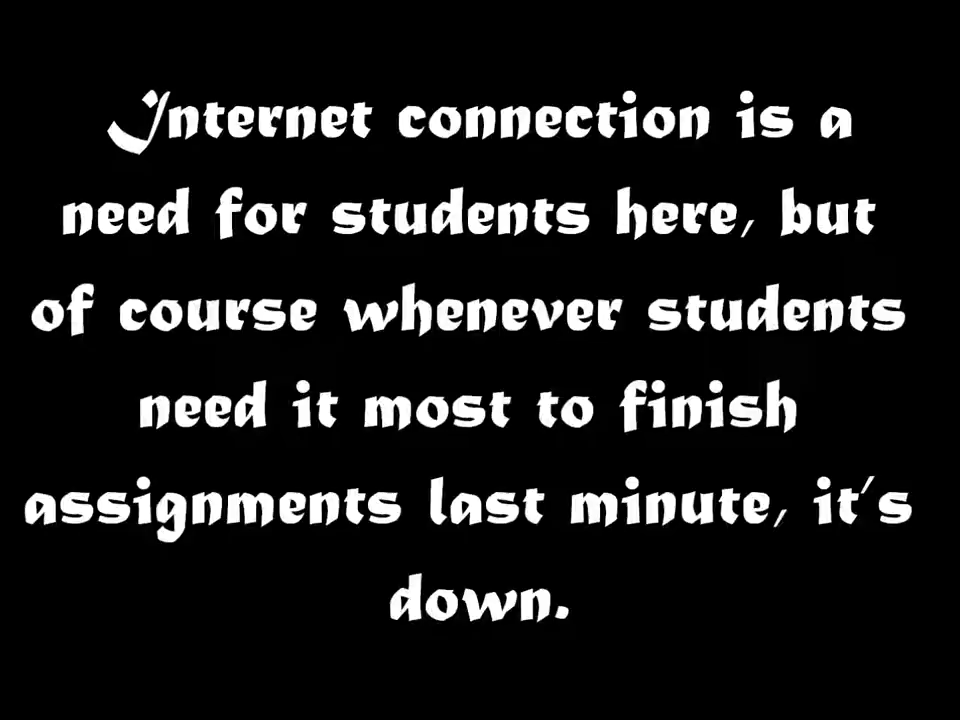 Internet connection is a
need for students here, but
of course whenever students
need it most to finish
assignments last minute, it's
down.